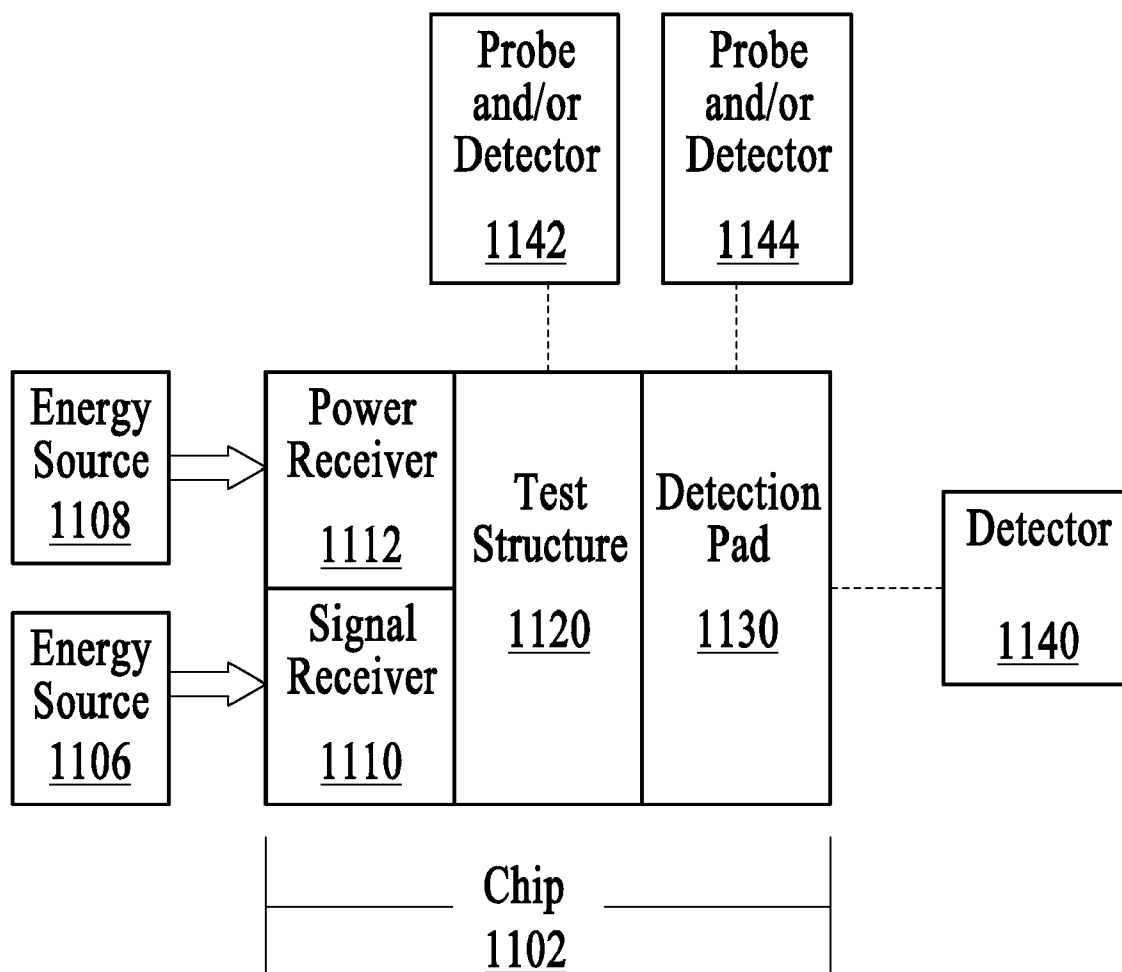 Probe
and/or
Detector
1142
Probe
and/or
Detector
1144
Energy
Source
1108
Power
Receiver
1112
Test
Structure
1120
Detection
Pad
1130
Detector
1140
Energy
Source
1106
Signal
Receiver
1110
Chip
1102